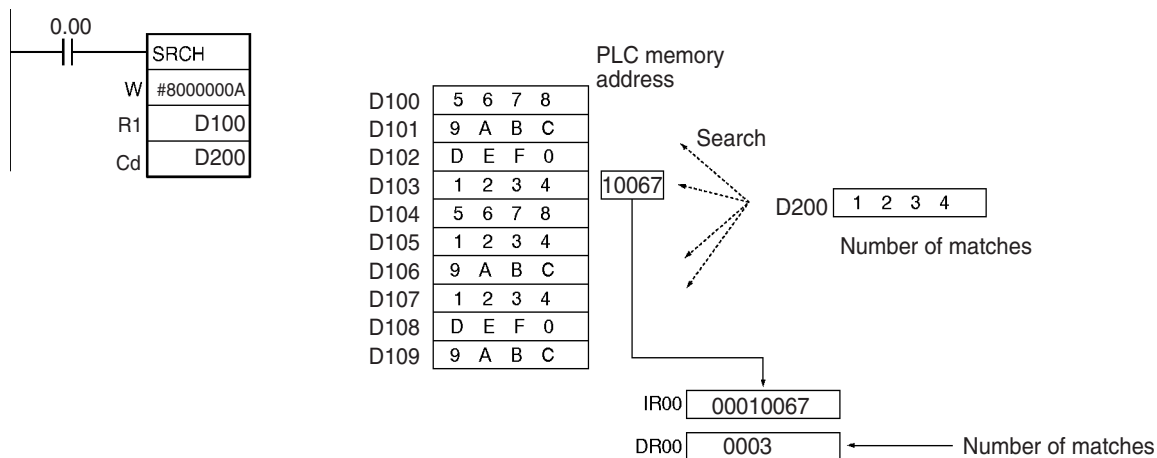 0.00
SRCH
W #8000000A
R1 D100
Cd D200
PLC memory
address
D100 5 6 7 8
D101 9 A B C
D102 D E F 0
D103 1 2 3 4
D104 5 6 7 8
D105 1 2 3 4
D106 9 A B C
D107 1 2 3 4
D108 D E F 0
D109 9 A B C
10067
Search
D200 1 2 3 4
Number of matches
IR00 00010067
DR00 0003 Number of matches